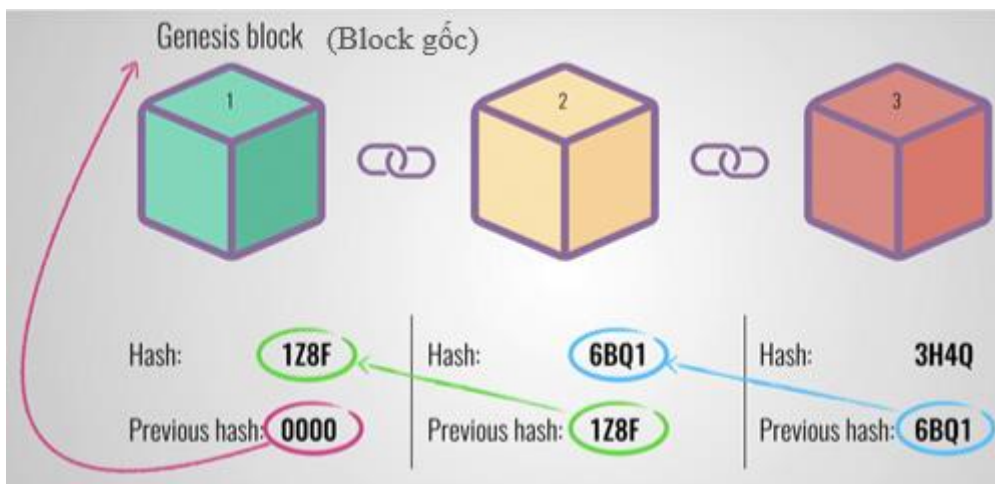 Genesis block (Block gốc)
1
2
3
Hash: 1Z8F
Hash: 6BQ1
Hash: 3H4Q
Previous hash: 0000
Previous hash: 1Z8F
Previous hash: 6BQ1